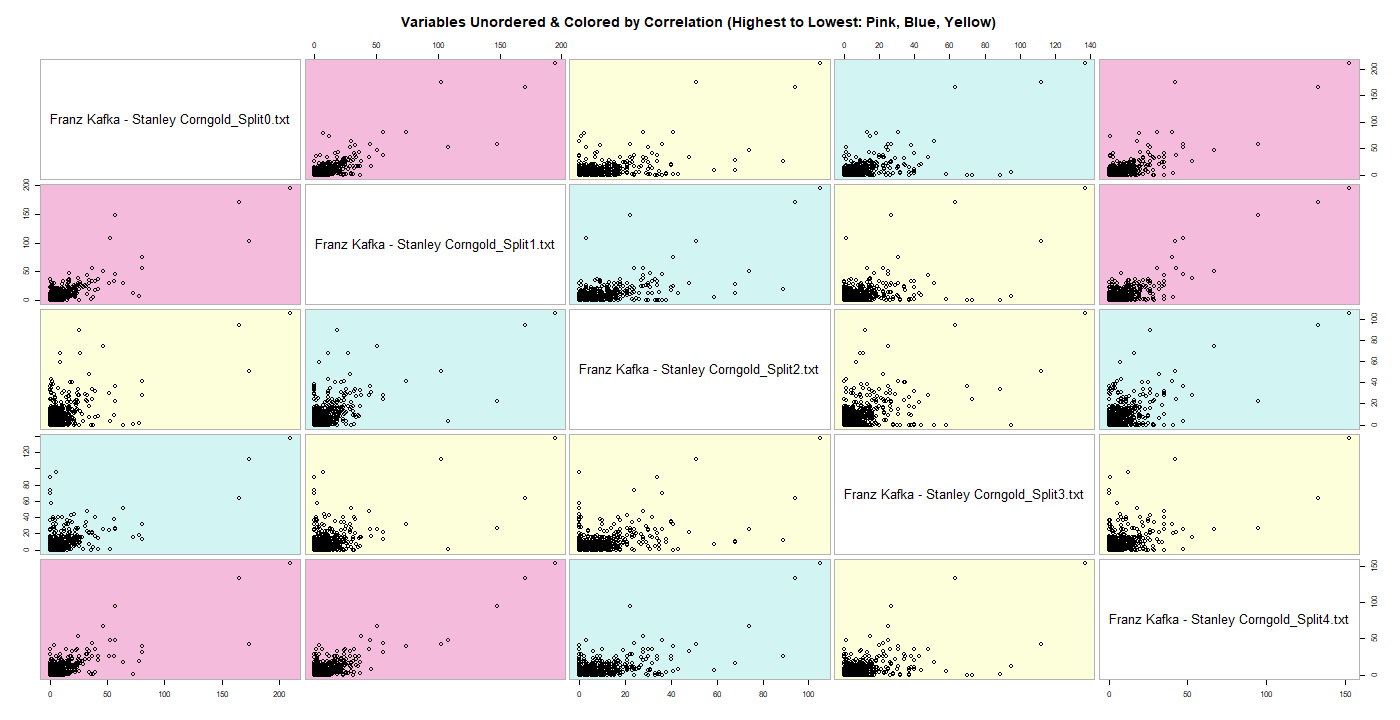 Variables Unordered & Colored by Correlation (Highest to Lowest: Pink, Blue, Yellow)
0 50 100 150 200
0 20 40 60 80 100 120 140
Franz Kafka - Stanley Corngold_Split0.txt
0 50 100 150 200
0 50 100 150 200
Franz Kafka - Stanley Corngold_Split1.txt
Franz Kafka - Stanley Corngold_Split2.txt
0 20 40 60 80 100
0 20 40 60 80 120
Franz Kafka - Stanley Corngold_Split3.txt
Franz Kafka - Stanley Corngold_Split4.txt
0 50 100 150
0 50 100 150 200
0 20 40 60 80 100
0 50 100 150